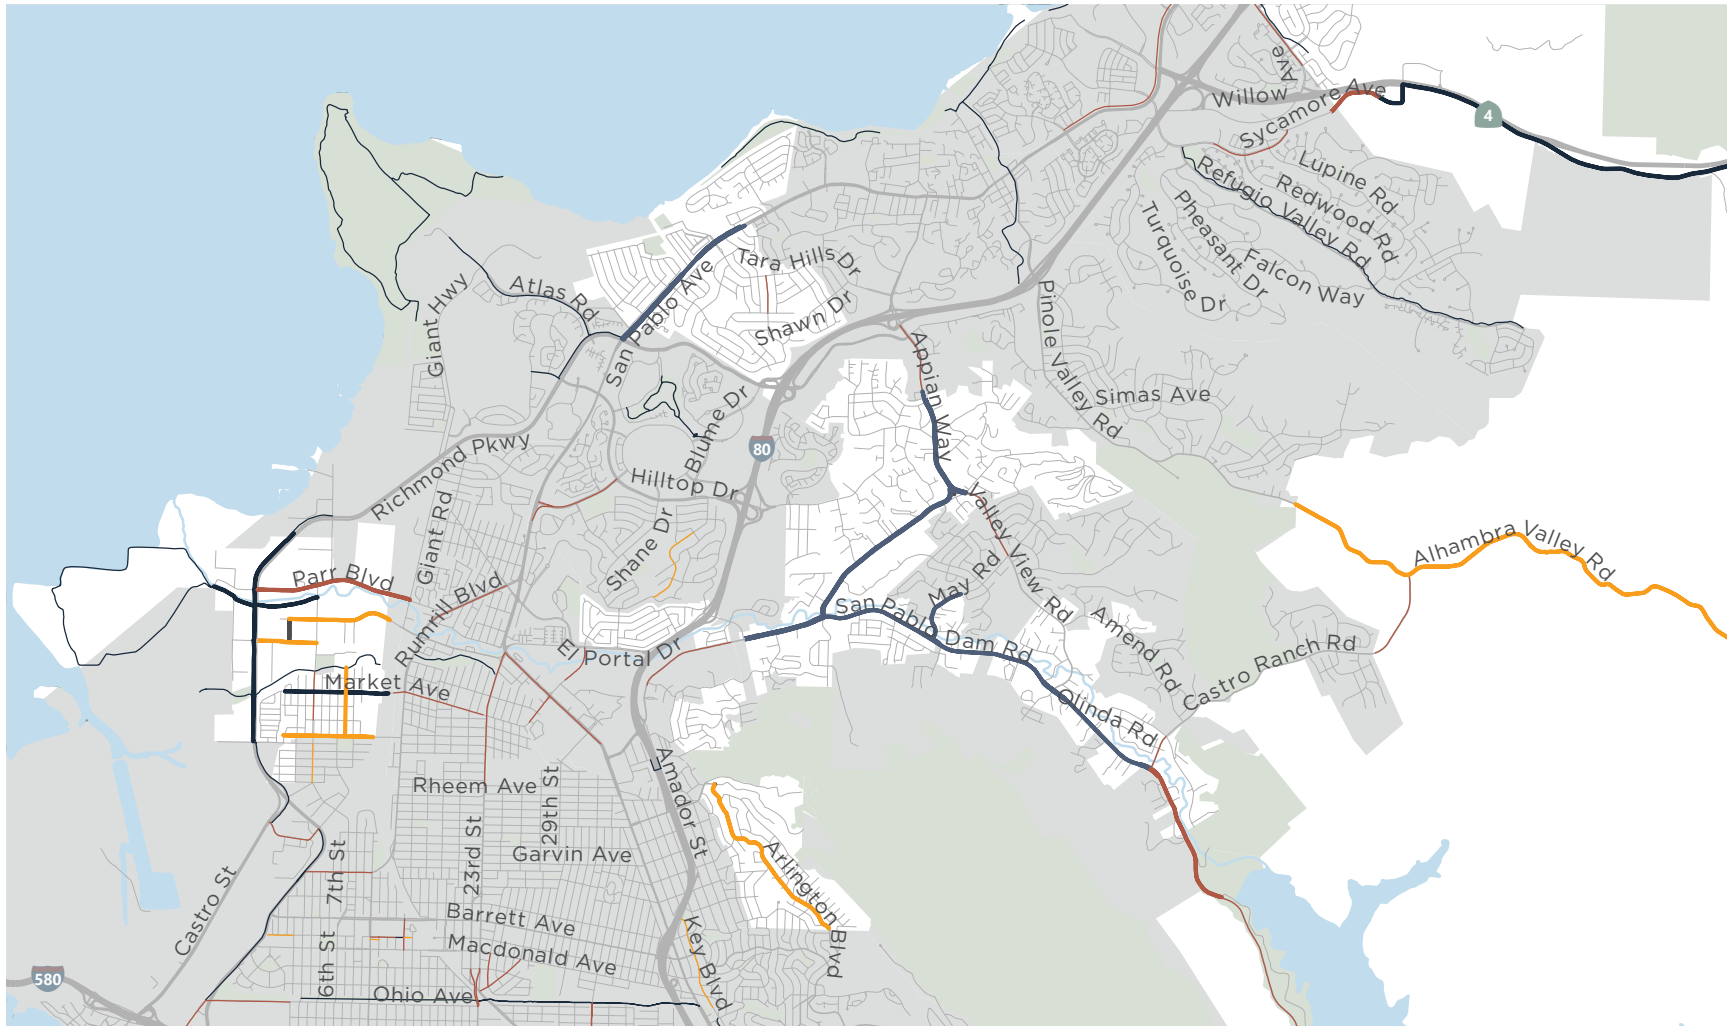 Ave
Willow
Sycamore Ave
4
Lupine Rd
Redwood Rd
Refugio Valley Rd
Pheasant Dr
Turquoise Dr
Falcon Way
Tara Hills Dr
San Pablo Ave
Atlas Rd
Giant Hwy
Shawn Dr
Appian Way
Pinole Valley Rd
Simas Ave
Blume Dr
80
Richmond Pkwy
Hilltop Dr
Giant Rd
Shane Dr
Valley View Rd
May Rd
Alhambra Valley Rd
Parr Blvd
Rumrill Blvd
El Portal Dr
San Pablo Dam Rd
Amend Rd
Castro Ranch Rd
Olinda Rd
Market Ave
Amador St
Rheem Ave
29th St
23rd St
Garvin Ave
7th St
Arlington Blvd
Castro St
Barrett Ave
Macdonald Ave
6th St
Key Blvd
580
Ohio Ave